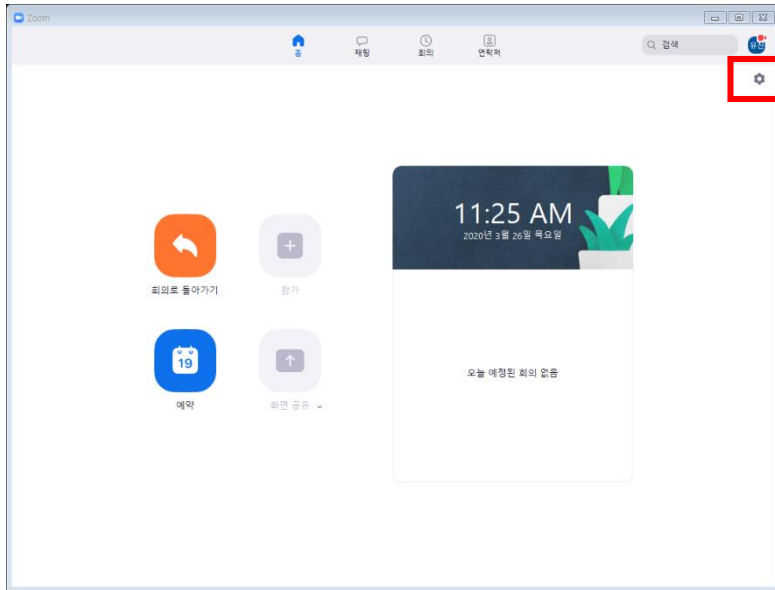 Zoom
홈
채팅
회의
연락처
검색
유진
11:25 AM
2020년 3월 26일 목요일
회의로 돌아가기
참가
19
예약
화면 공유
오늘 예정된 회의 없음